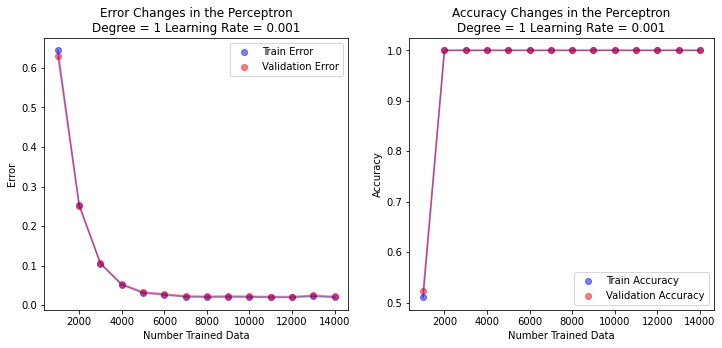 Error Changes in the Perceptron
Degree = 1 Learning Rate = 0.001
Train Error
Validation Error
0.6
0.5
0.4
0.3
0.2
0.1
0.0
Error
2000 4000 6000 8000 10000 12000 14000
Number Trained Data
Accuracy Changes in the Perceptron
Degree = 1 Learning Rate = 0.001
1.0
0.9
0.8
0.7
0.6
0.5
Accuracy
Train Accuracy
Validation Accuracy
2000 4000 6000 8000 10000 12000 14000
Number Trained Data